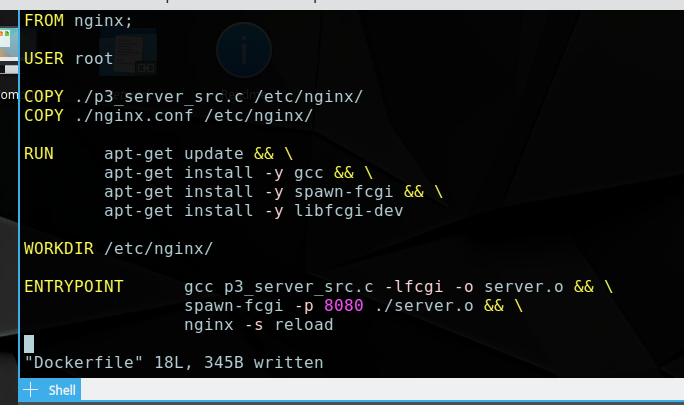 FROM nginx;
USER root
COPY ./p3_server_src.c /etc/nginx/
COPY ./nginx.conf /etc/nginx/
RUN     apt-get update && \
        apt-get install -y gcc && \
        apt-get install -y spawn-fcgi && \
        apt-get install -y libfcgi-dev
WORKDIR /etc/nginx/
ENTRYPOINT      gcc p3_server_src.c -lfcgi -o server.o && \
                spawn-fcgi -p 8080 ./server.o && \
                nginx -s reload
"Dockerfile" 18L, 345B written
Shell